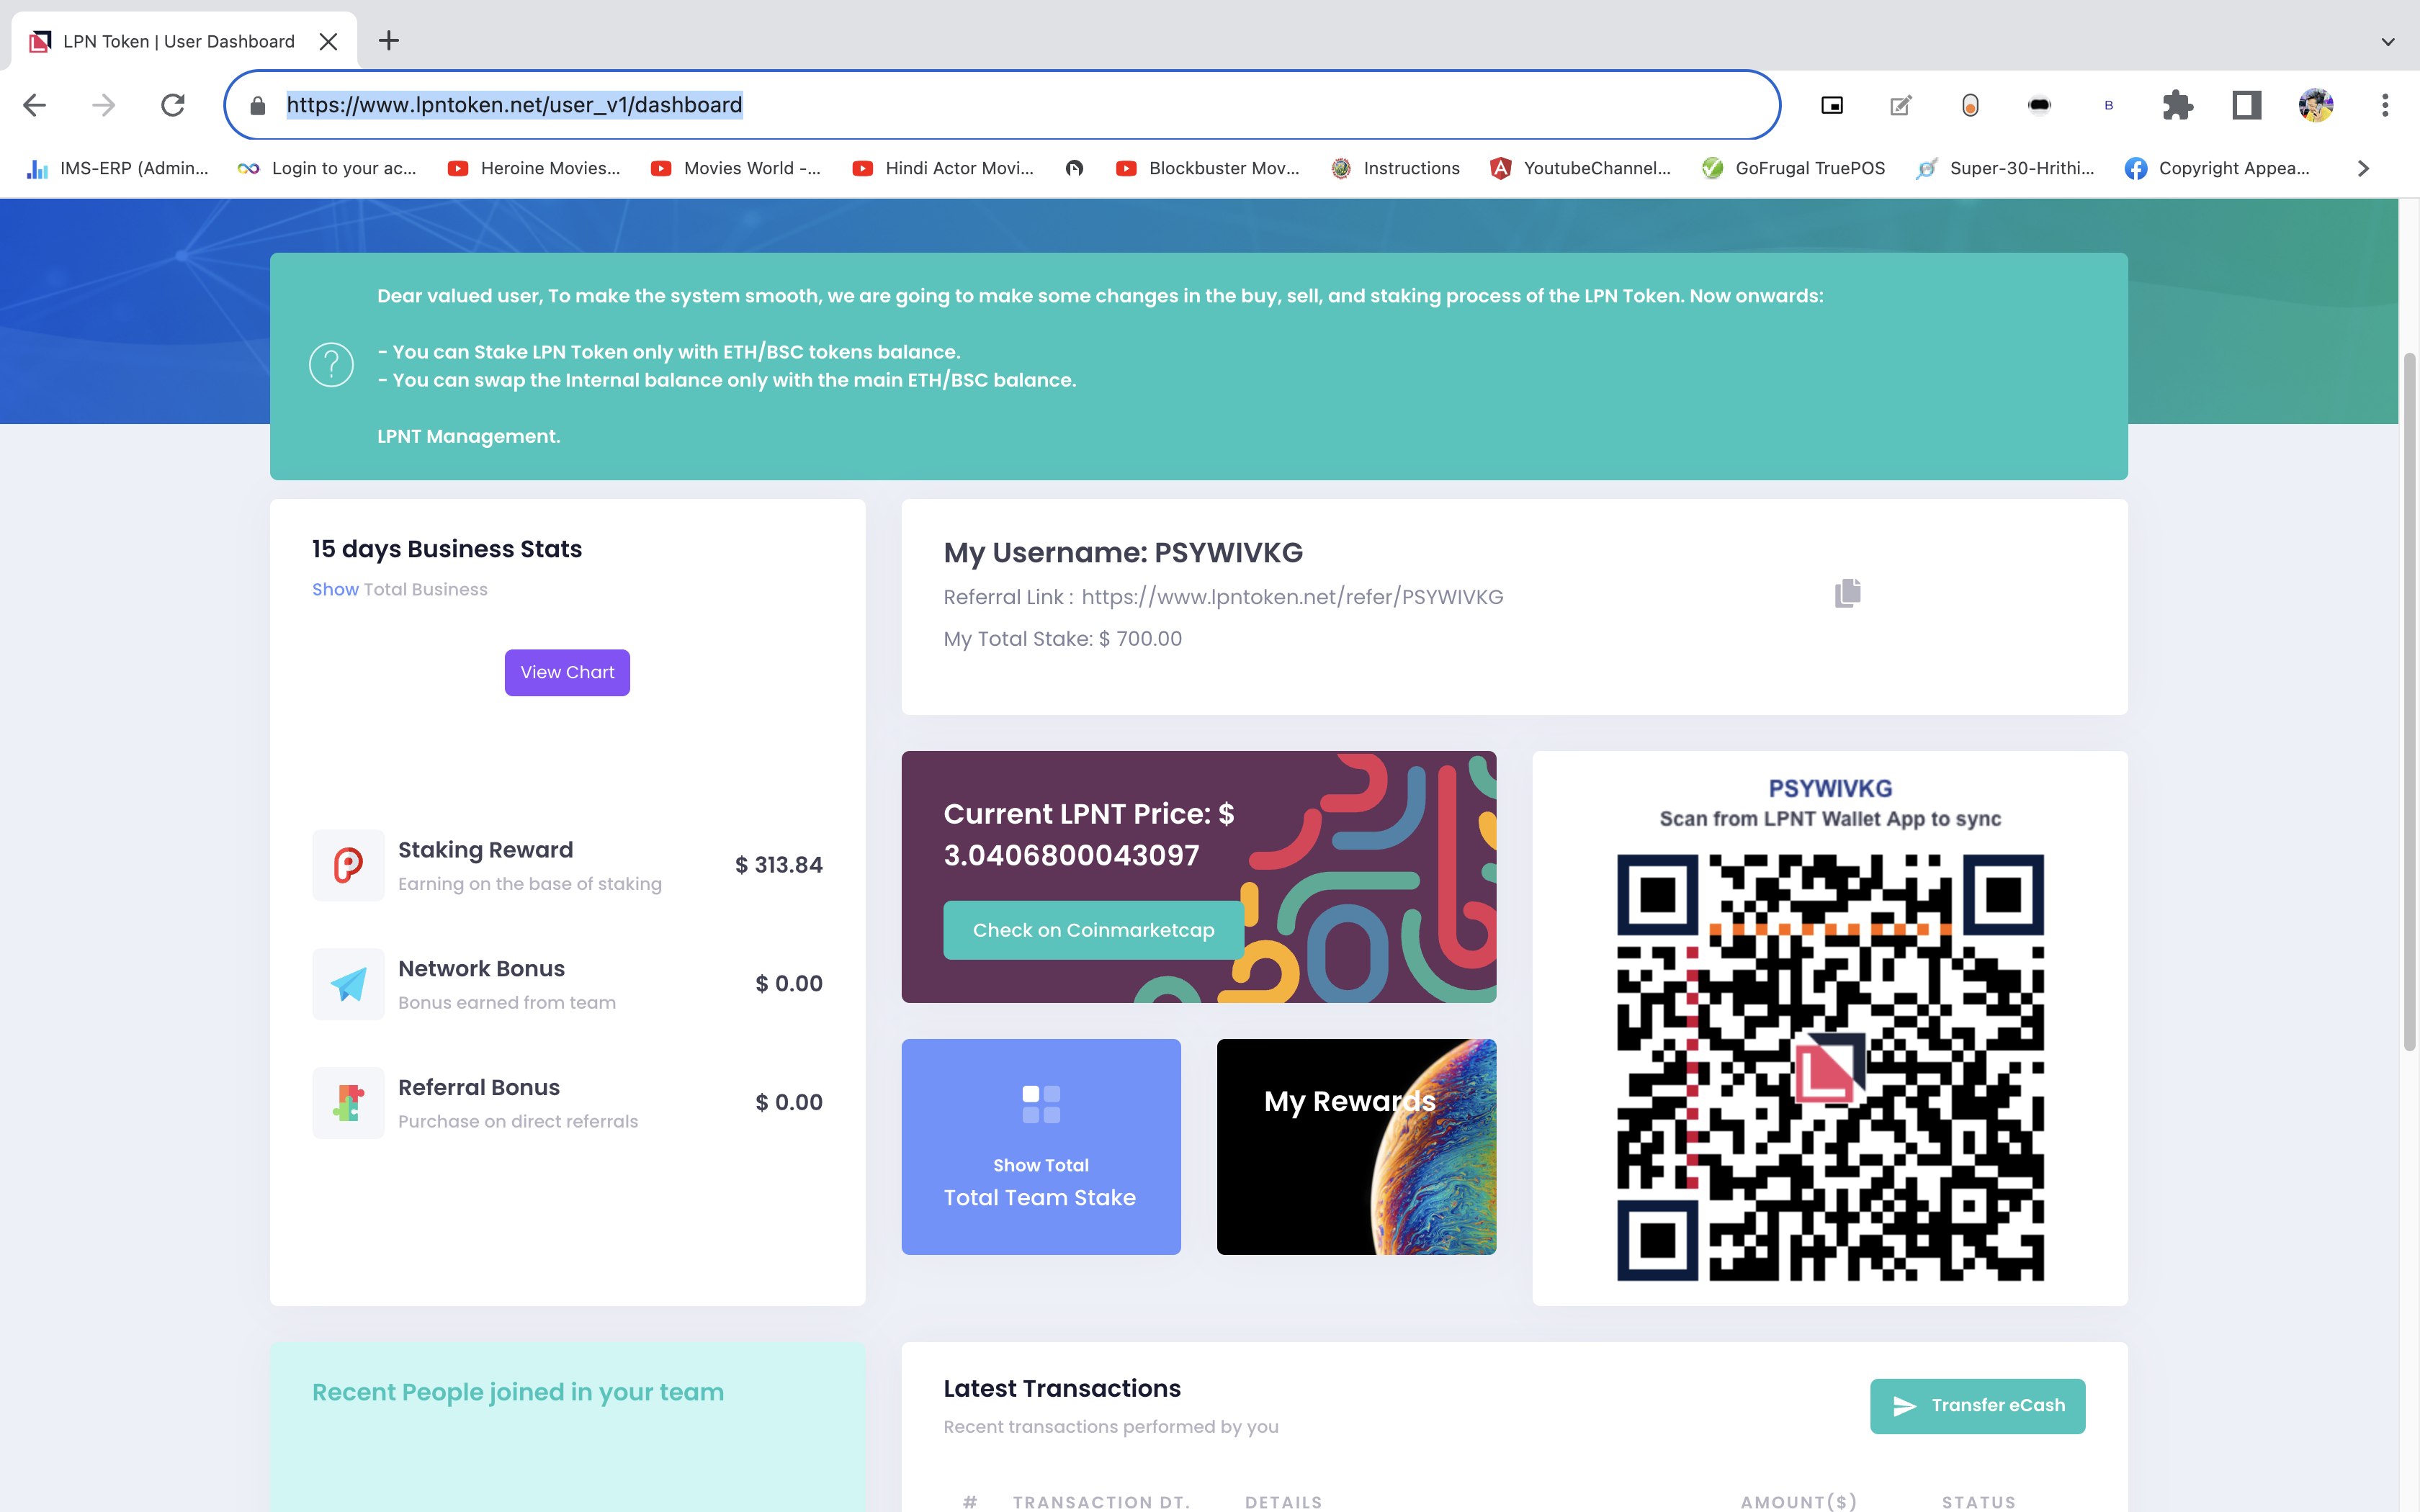 LPN Token | User Dashboard
https://www.lpntoken.net/user_v1/dashboard
B
IMS-ERP (Admin...
Login to your ac...
Heroine Movies...
Movies World -...
Hindi Actor Movi...
Blockbuster Mov...
Instructions
YoutubeChannel...
GoFrugal TruePOS
Super-30-Hrithi...
Copyright Appea...
Dear valued user, To make the system smooth, we are going to make some changes in the buy, sell, and staking process of the LPN Token. Now onwards:
- You can Stake LPN Token only with ETH/BSC tokens balance.
- You can swap the Internal balance only with the main ETH/BSC balance.
LPNT Management.
15 days Business Stats
Show Total Business
View Chart
Staking Reward
Earning on the base of staking
$ 313.84
Network Bonus
Bonus earned from team
$ 0.00
Referral Bonus
Purchase on direct referrals
$ 0.00
My Username: PSYWIVKG
Referral Link : https://www.lpntoken.net/refer/PSYWIVKG
My Total Stake: $ 700.00
Current LPNT Price: $
3.0406800043097
Check on Coinmarketcap
Show Total
Total Team Stake
My Rewards
PSYWIVKG
Scan from LPNT Wallet App to sync
Recent People joined in your team
Latest Transactions
Recent transactions performed by you
Transfer eCash
# TRANSACTION DT. DETAILS AMOUNT($) STATUS